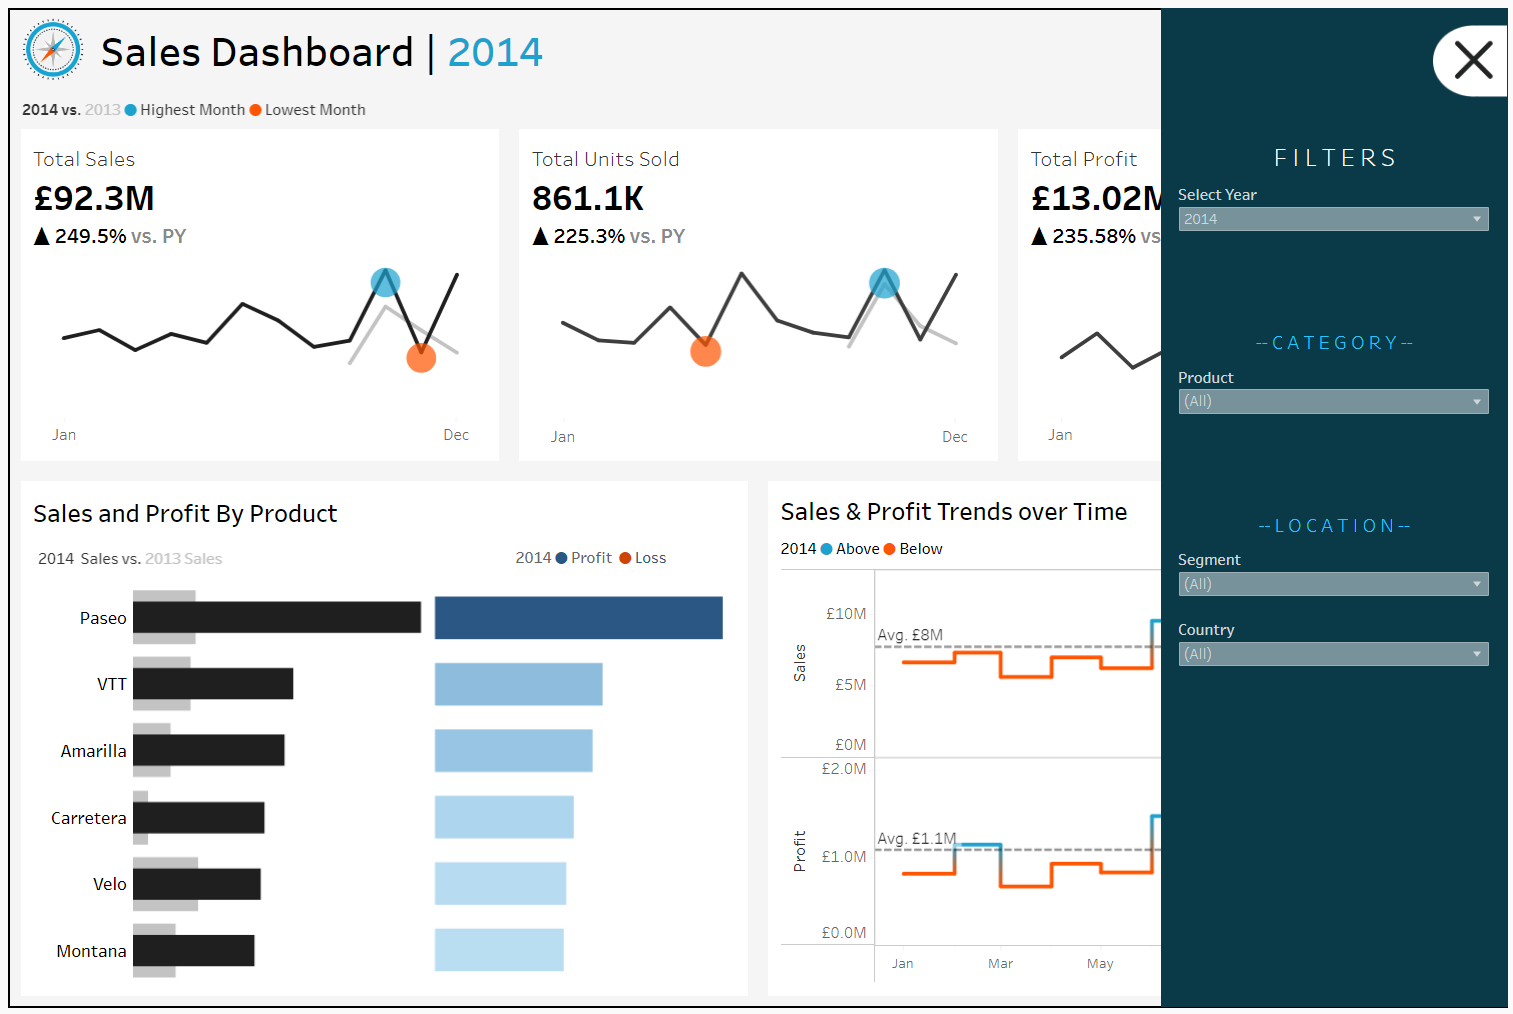 Sales Dashboard | 2014
2014 vs. 2013 Highest Month Lowest Month
Total Sales
£92.3M
▲ 249.5% vs. PY
Jan Dec
Total Units Sold
861.1K
▲ 225.3% vs. PY
Jan Dec
Total Profit
£13.02M
▲ 235.58% vs
Jan
Sales and Profit By Product
2014 Sales vs. 2013 Sales
2014 Profit Loss
Paseo
VTT
Amarilla
Carretera
Velo
Montana
Sales & Profit Trends over Time
2014 Above Below
Sales
£10M
£5M
£0M
Avg. £8M
Profit
£2.0M
£1.0M
£0.0M
Avg. £1.1M
Jan Mar May
FILTERS
Select Year
2014
--CATEGORY--
Product
(All)
--LOCATION--
Segment
(All)
Country
(All)